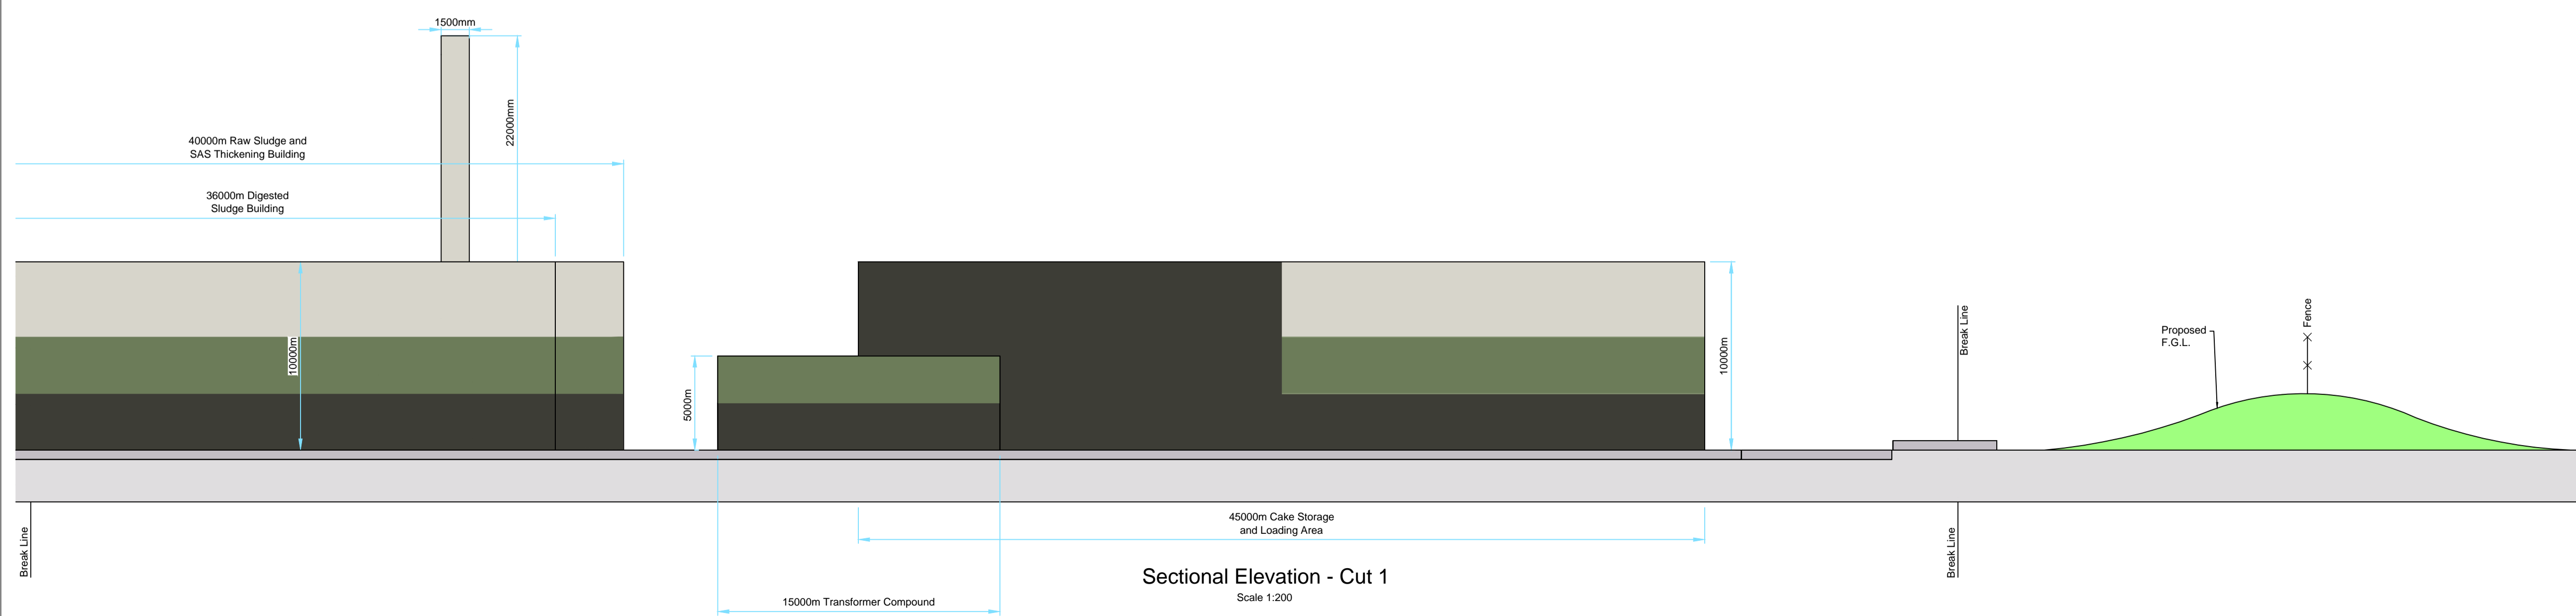 1500mm
22000mm
40000m Raw Sludge and
SAS Thickening Building
36000m Digested
Sludge Building
10000m
5000m
10000m
Break Line
Proposed
F.G.L.
Fence
Break Line
45000m Cake Storage
and Loading Area
Break Line
Sectional Elevation - Cut 1
Scale 1:200
15000m Transformer Compound